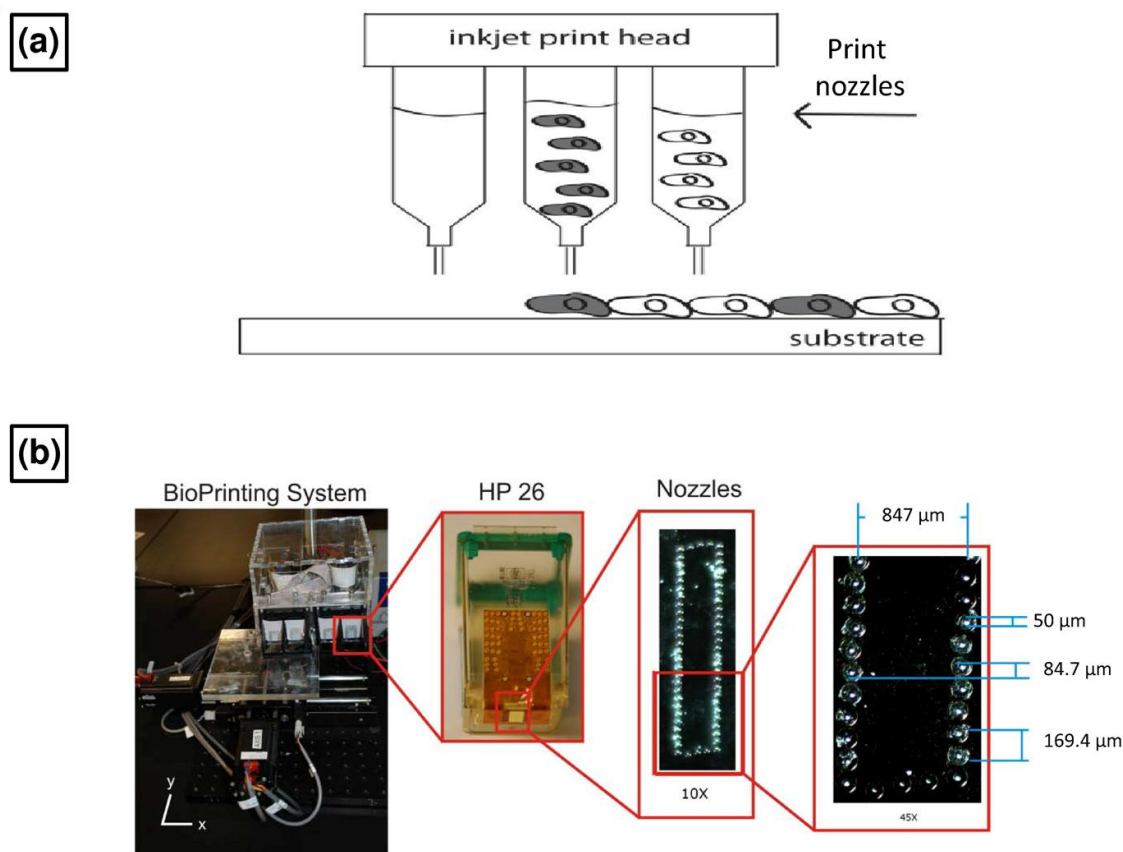 (a)
inkjet print head
Print
nozzles
substrate
(b)
BioPrinting System
HP 26
Nozzles
847 µm
50 µm
84.7 µm
169.4 µm
y
x
10X
45X